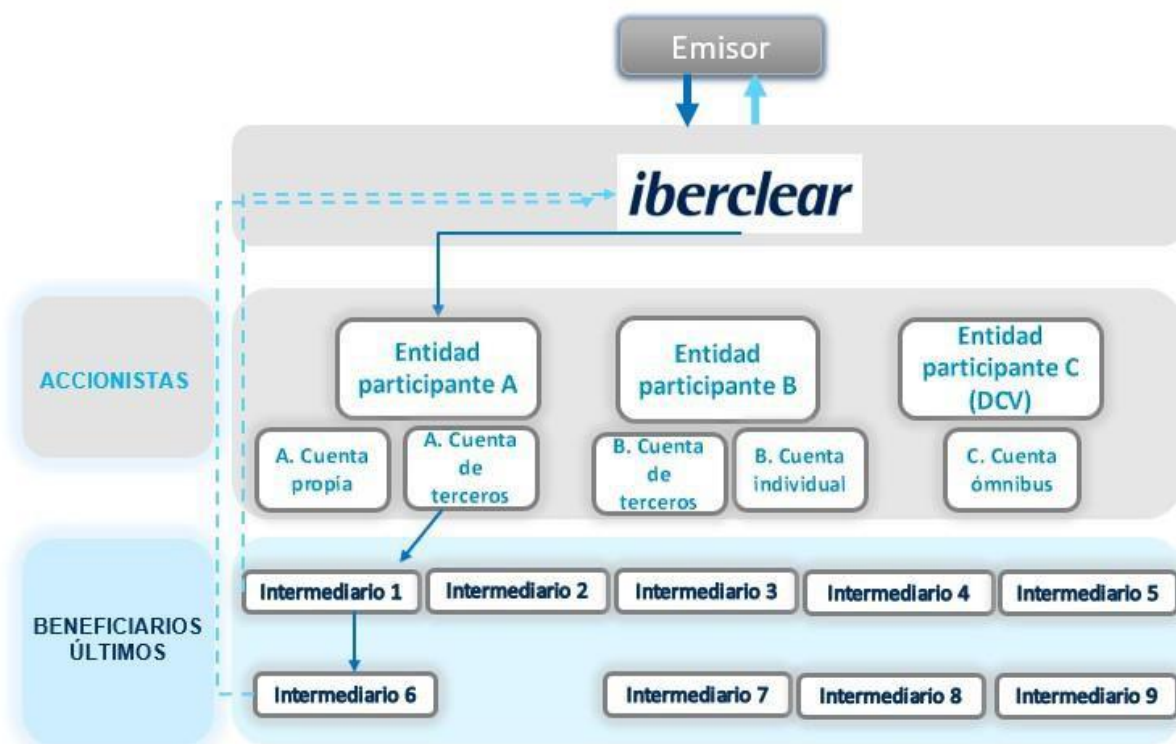 Emisor
iberclear
ACCIONISTAS
Entidad
participante A
Entidad
participante B
Entidad
participante C
(DCV)
A. Cuenta
propia
A. Cuenta
de
terceros
B. Cuenta
de
terceros
B. Cuenta
individual
C. Cuenta
ómnibus
BENEFICIARIOS
ÚLTIMOS
Intermediario 1
Intermediario 2
Intermediario 3
Intermediario 4
Intermediario 5
Intermediario 6
Intermediario 7
Intermediario 8
Intermediario 9